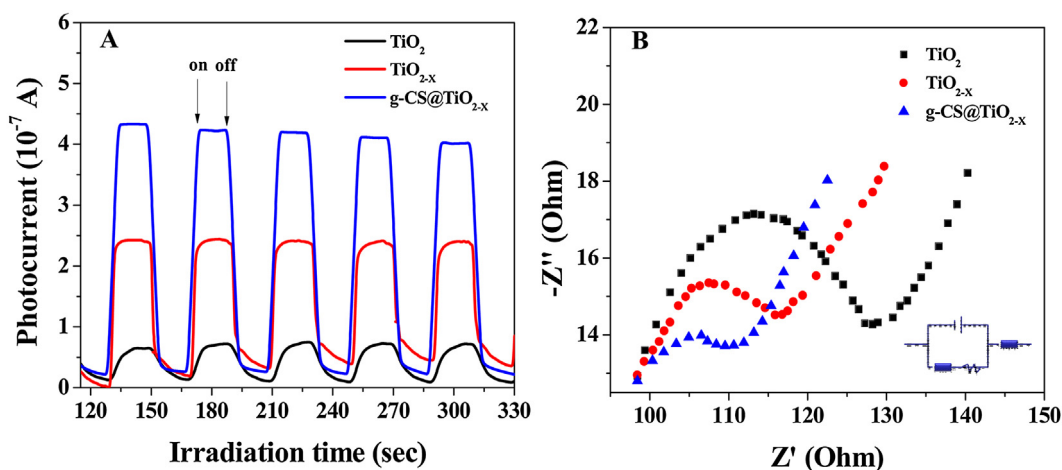 A
on off
TiO2
TiO2-X
g-CS@TiO2-X
Photocurrent (10-7 A)
6
5
4
3
2
1
0
115 150 185 210 240 270 300 330
Irradiation time (sec)
B
TiO2
TiO2-X
g-CS@TiO2-X
-Z'' (Ohm)
22
20
18
16
14
100 110 120 130 140 150
Z' (Ohm)